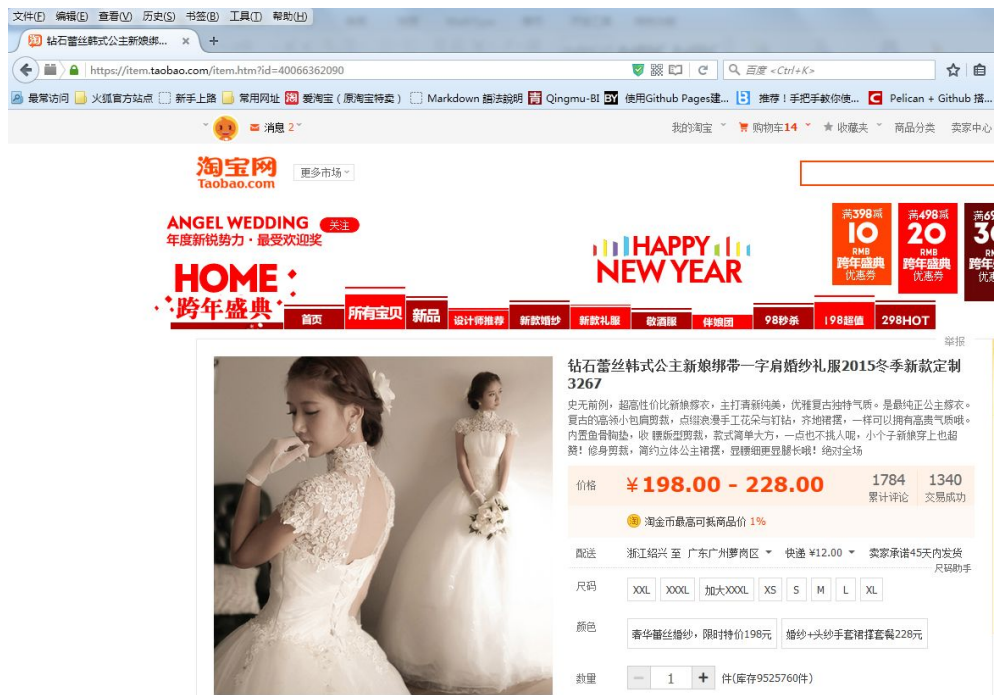 文件(F) 编辑(E) 查看(V) 历史(S) 书签(B) 工具(T) 帮助(H)
钻石蕾丝韩式公主新娘绑...
https://item.taobao.com/item.htm?id=40066362090
百度 <Ctrl+K>
最常访问 火狐官方站点 新手上路 常用网址 爱淘宝(原淘宝特卖) Markdown 語法說明 Qingmu-BI 使用Github Pages建... 推荐!手把手教你使... Pelican + Github 搭...
消息 2 我的淘宝 购物车14 收藏夹 商品分类 卖家中心
淘宝网
Taobao.com
更多市场
ANGEL WEDDING 关注
年度新锐势力·最受欢迎奖
HAPPY
NEW YEAR
满398减
10
RMB
跨年盛典
优惠券
满498减
20
RMB
跨年盛典
优惠券
HOME
跨年盛典
首页 所有宝贝 新品 设计师推荐 新款婚纱 新款礼服 敬酒服 伴娘团 98秒杀 198超值 298HOT
举报
钻石蕾丝韩式公主新娘绑带一字肩婚纱礼服2015冬季新款定制
3267
史无前例,超高性价比新娘嫁衣,主打清新纯美,优雅复古独特气质。是最纯正公主嫁衣。
复古的高领小包肩剪裁,点缀浪漫手工花朵与钉钻,齐地裙摆,一样可以拥有高贵气质哦。
内置鱼骨胸垫,收 腰版型剪裁,款式简单大方,一点也不挑人呢,小个子新娘穿上也超
赞!修身剪裁,简约立体公主裙摆,显腰细更显腿长哦!绝对全场
价格 ¥198.00 - 228.00
1784
累计评论
1340
交易成功
淘金币最高可抵商品价 1%
配送 浙江绍兴 至 广东广州萝岗区 快递 ¥12.00 卖家承诺45天内发货
尺码助手
尺码 XXL XXXL 加大XXXL XS S M L XL
颜色 奢华蕾丝婚纱,限时特价198元 婚纱+头纱手套裙撑套餐228元
数量 1 件(库存9525760件)